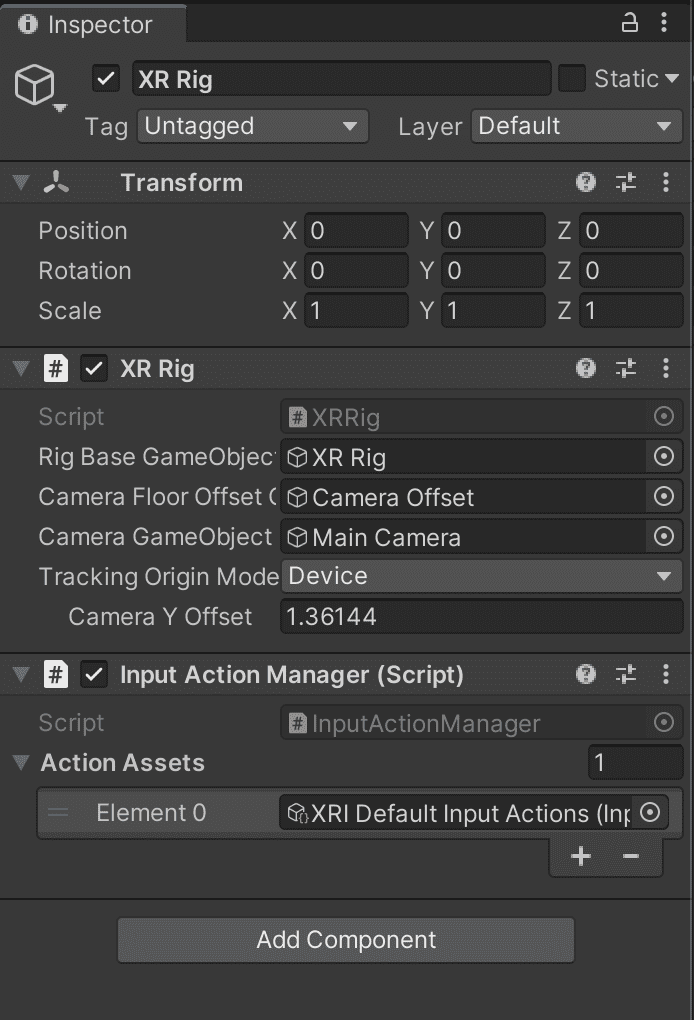 Inspector
XR Rig Static
Tag Untagged Layer Default
Transform
Position X 0 Y 0 Z 0
Rotation X 0 Y 0 Z 0
Scale X 1 Y 1 Z 1
# XR Rig
Script # XRRig
Rig Base GameObjec XR Rig
Camera Floor Offset Camera Offset
Camera GameObject Main Camera
Tracking Origin Mode Device
Camera Y Offset 1.36144
# Input Action Manager (Script)
Script # InputActionManager
Action Assets 1
Element 0 XRI Default Input Actions (Inp
+ −
Add Component